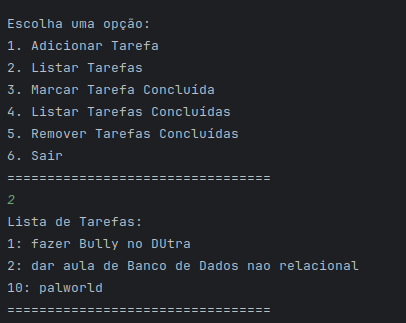 Escolha uma opção:
1. Adicionar Tarefa
2. Listar Tarefas
3. Marcar Tarefa Concluída
4. Listar Tarefas Concluídas
5. Remover Tarefas Concluídas
6. Sair
=================================
2
Lista de Tarefas:
1: fazer Bully no DUtra
2: dar aula de Banco de Dados nao relacional
10: palworld
=================================